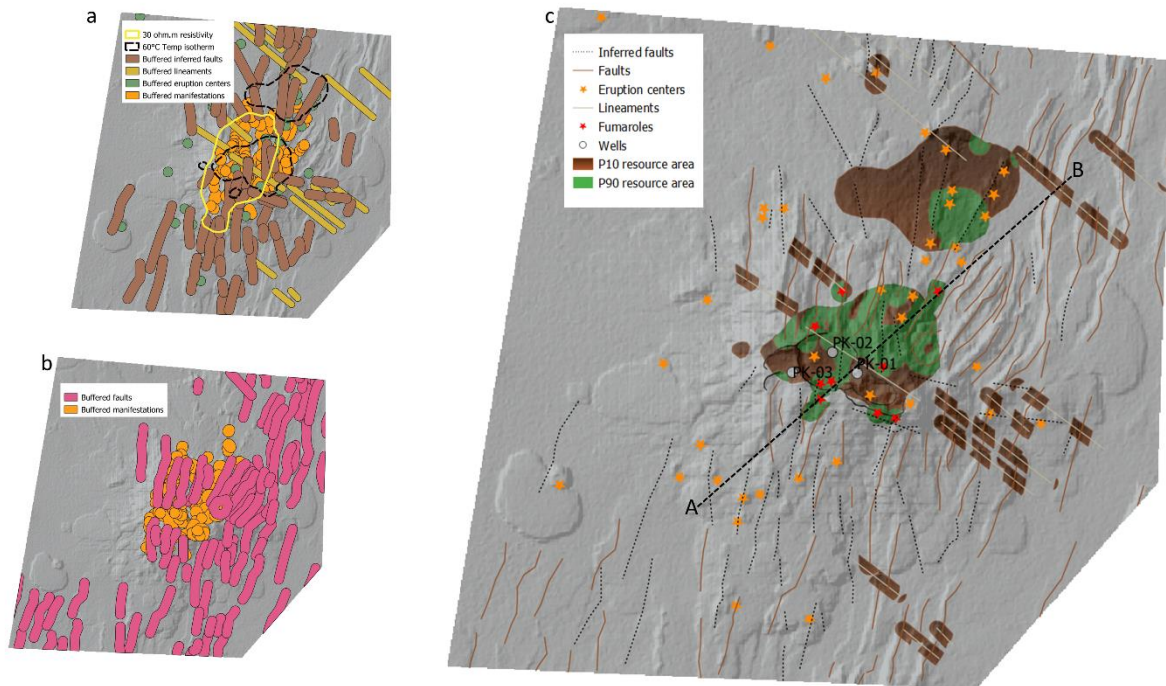 a
30 ohm.m resistivity
60°C Temp isotherm
Buffered inferred faults
Buffered lineaments
Buffered eruption centers
Buffered manifestations
b
Buffered faults
Buffered manifestations
c
Inferred faults
Faults
Eruption centers
Lineaments
Fumaroles
Wells
P10 resource area
P90 resource area
B
PK-02
PK-01
PK-03
A